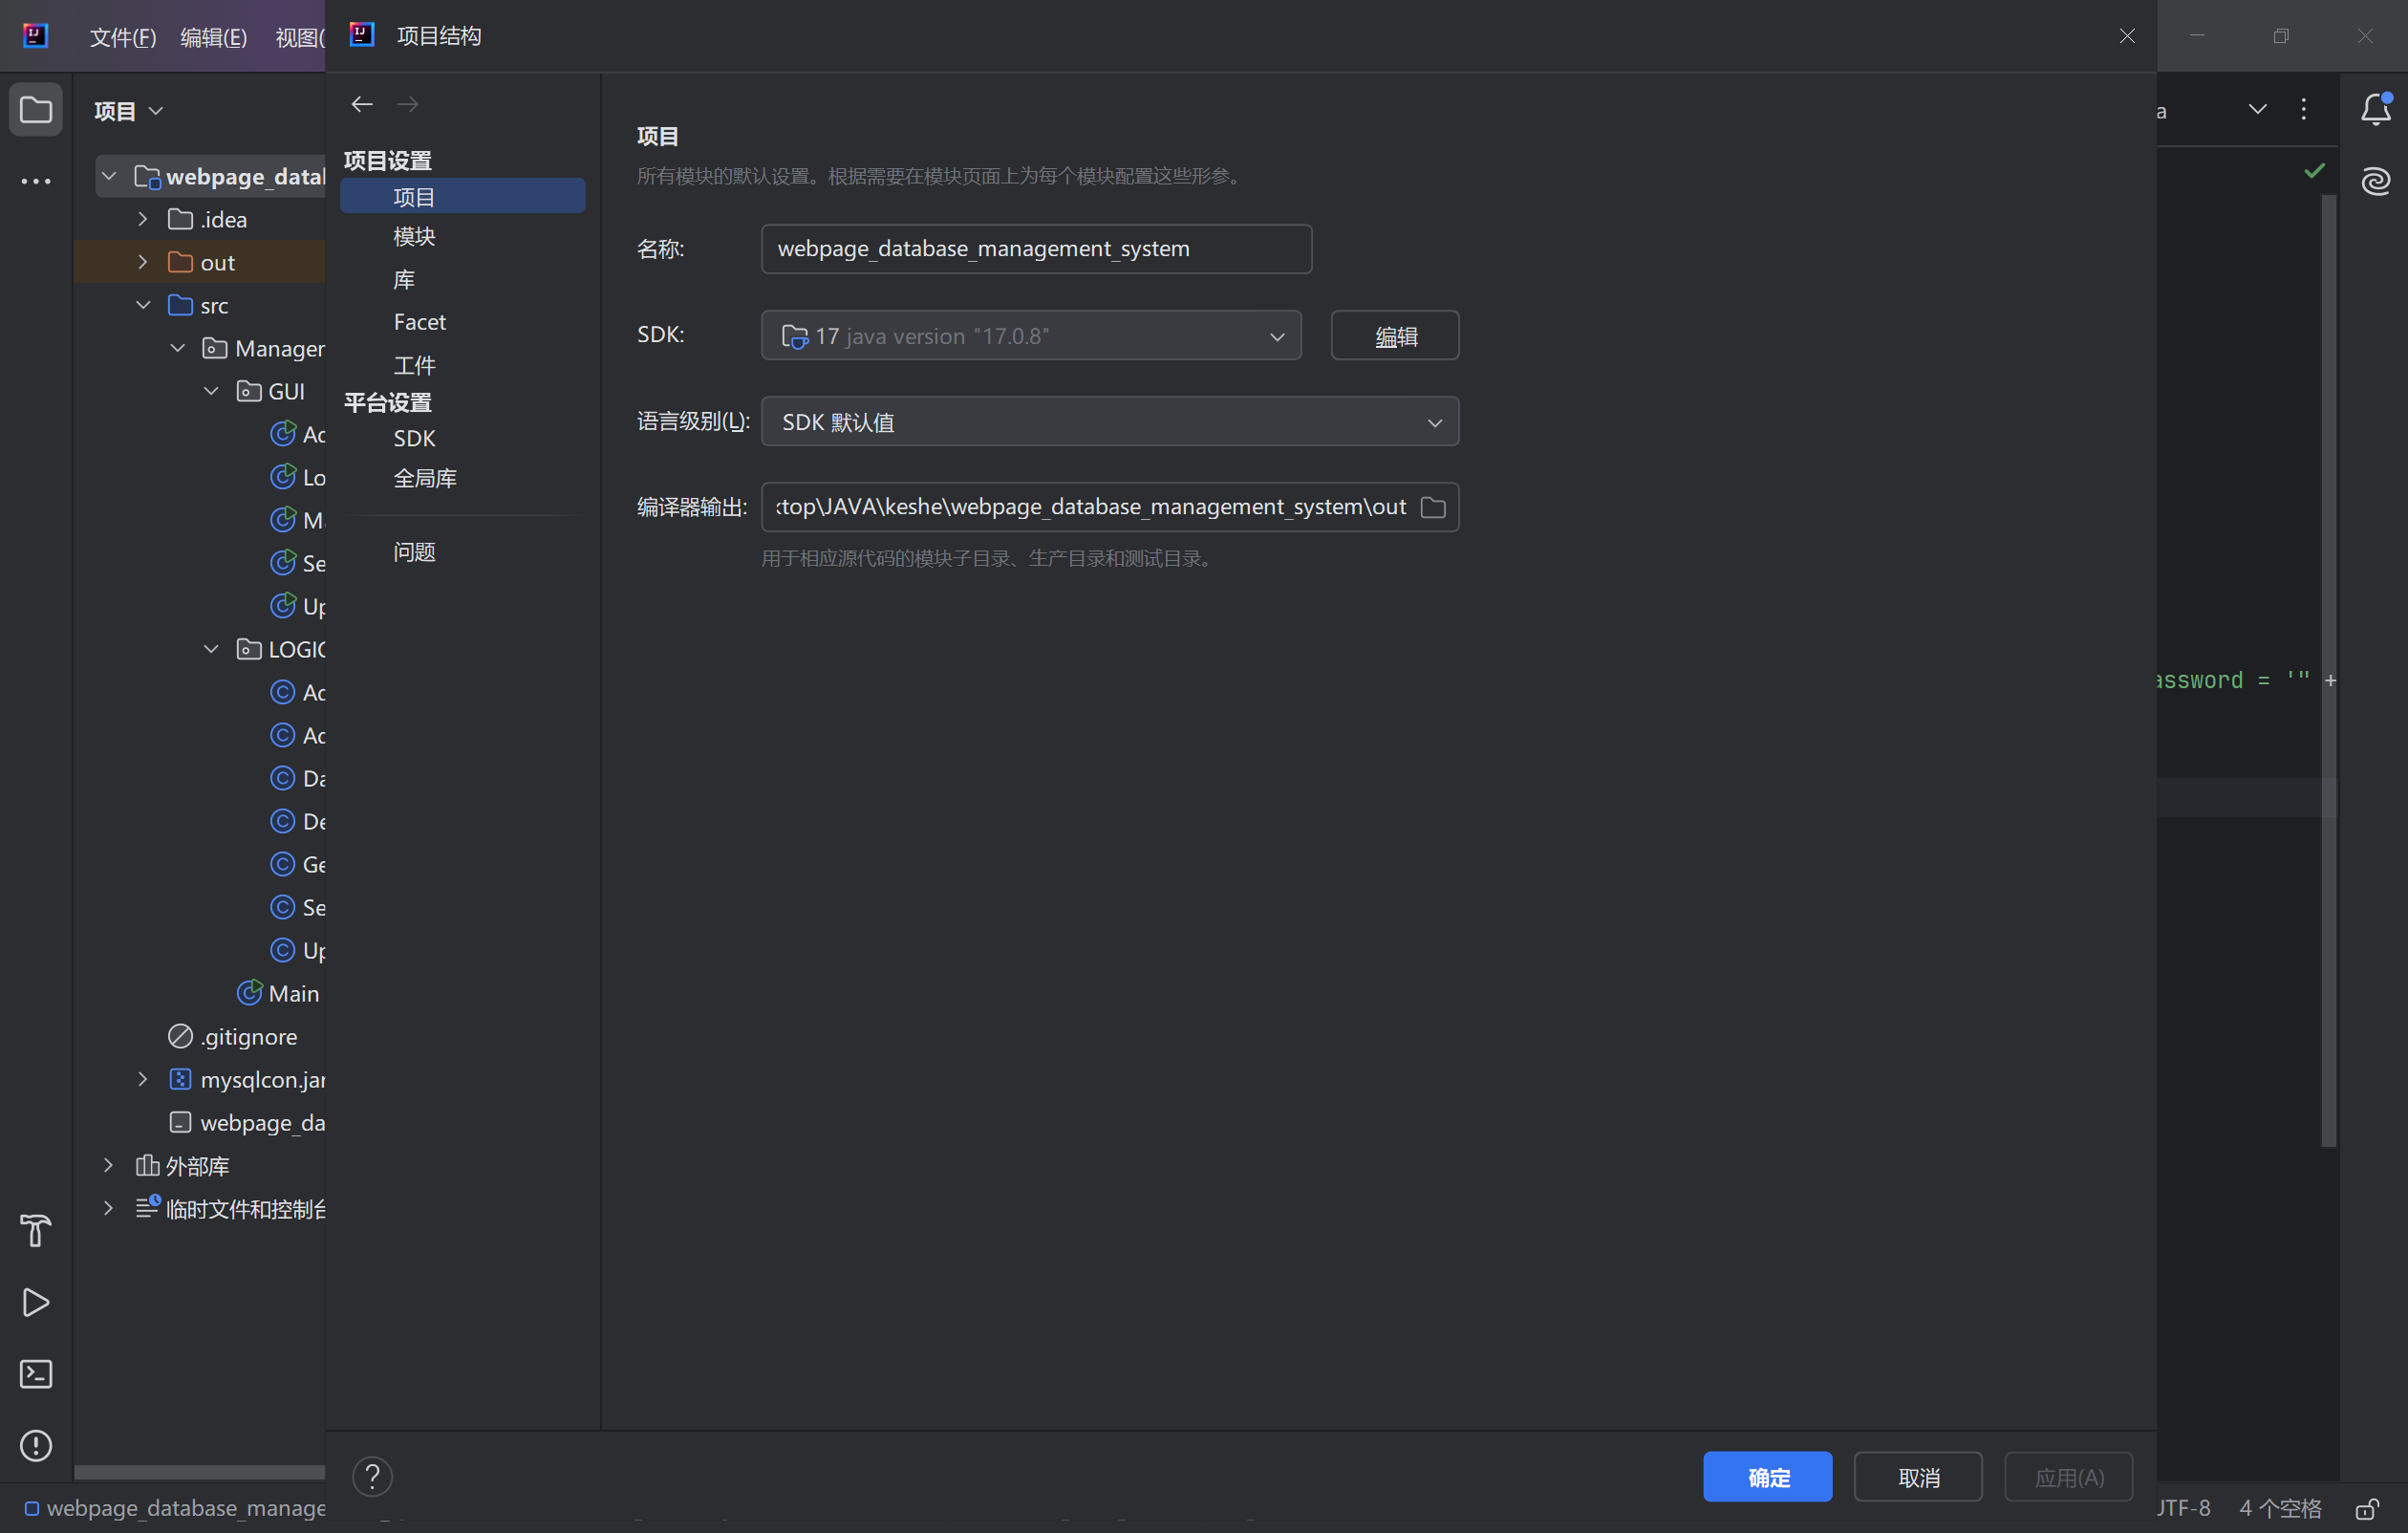 文件(F) 编辑(E) 视图(
项目
webpage_datal
.idea
out
src
Manager
GUI
Ac
Lo
Se
Up
LOGIC
Ac
Ac
Da
De
Ge
Se
Up
Main
.gitignore
mysqlcon.jar
webpage_da
外部库
临时文件和控制台
webpage_database_manage
项目结构
项目设置
项目
模块
库
Facet
工件
平台设置
SDK
全局库
问题
项目
所有模块的默认设置。根据需要在模块页面上为每个模块配置这些形参。
名称: webpage_database_management_system
SDK: 17 java version "17.0.8" 编辑
语言级别(L): SDK 默认值
编译器输出: top\JAVA\keshe\webpage_database_management_system\out
用于相应源代码的模块子目录、生产目录和测试目录。
? 确定 取消 应用(A)
a
assword = '" +
UTF-8 4 个空格